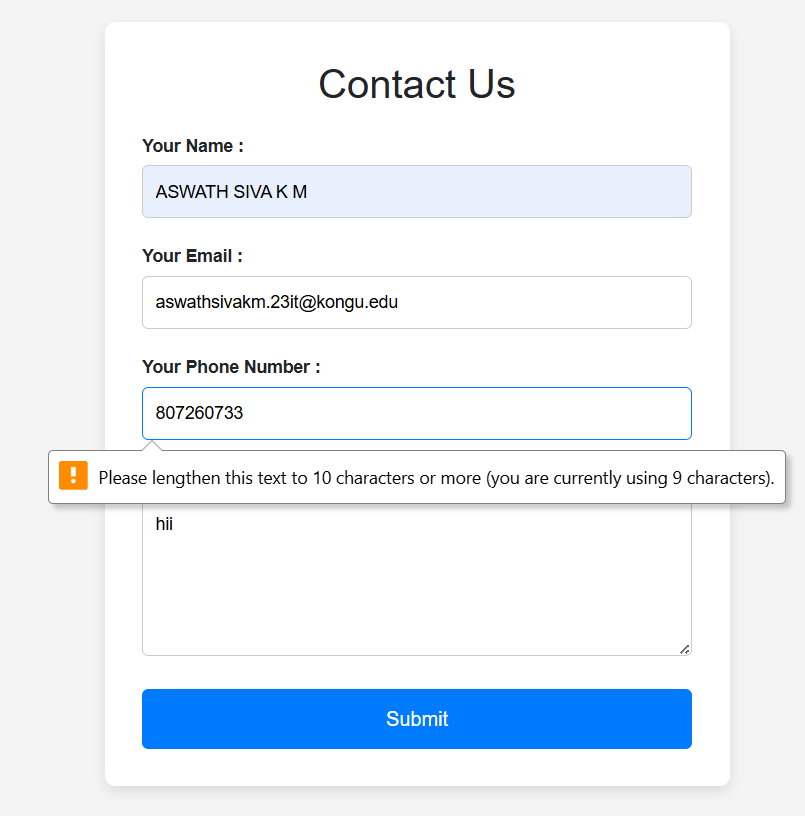 Contact Us
Your Name :
ASWATH SIVA K M
Your Email :
aswathsivakm.23it@kongu.edu
Your Phone Number :
807260733
Please lengthen this text to 10 characters or more (you are currently using 9 characters).
hii
Submit